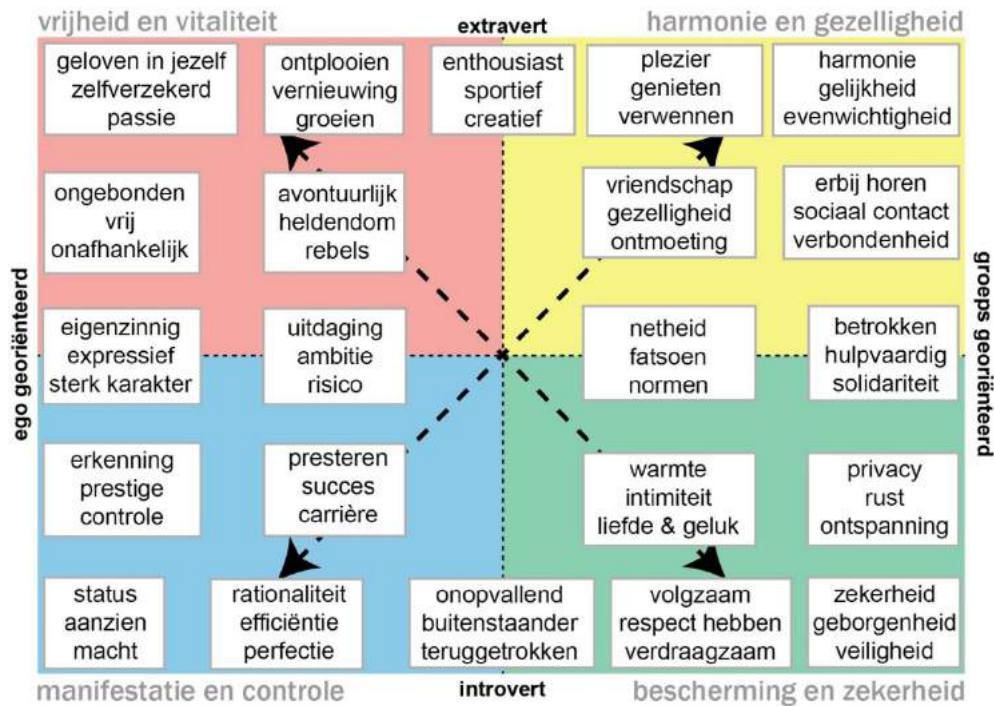 vrijheid en vitaliteit
extravert
harmonie en gezelligheid
geloven in jezelf
zelfverzekerd
passie
ontplooien
vernieuwing
groeien
enthousiast
sportief
creatief
plezier
genieten
verwennen
harmonie
gelijkheid
evenwichtigheid
ongebonden
vrij
onafhankelijk
avontuurlijk
heldendom
rebels
vriendschap
gezelligheid
ontmoeting
erbij horen
sociaal contact
verbondenheid
ego georiënteerd
groeps georiënteerd
eigenzinnig
expressief
sterk karakter
uitdaging
ambitie
risico
netheid
fatsoen
normen
betrokken
hulpvaardig
solidariteit
erkenning
prestige
controle
presteren
succes
carrière
warmte
intimiteit
liefde & geluk
privacy
rust
ontspanning
status
aanzien
macht
rationaliteit
efficiëntie
perfectie
onopvallend
buitenstaander
teruggetrokken
volgzaam
respect hebben
verdraagzaam
zekerheid
geborgenheid
veiligheid
manifestatie en controle
introvert
bescherming en zekerheid